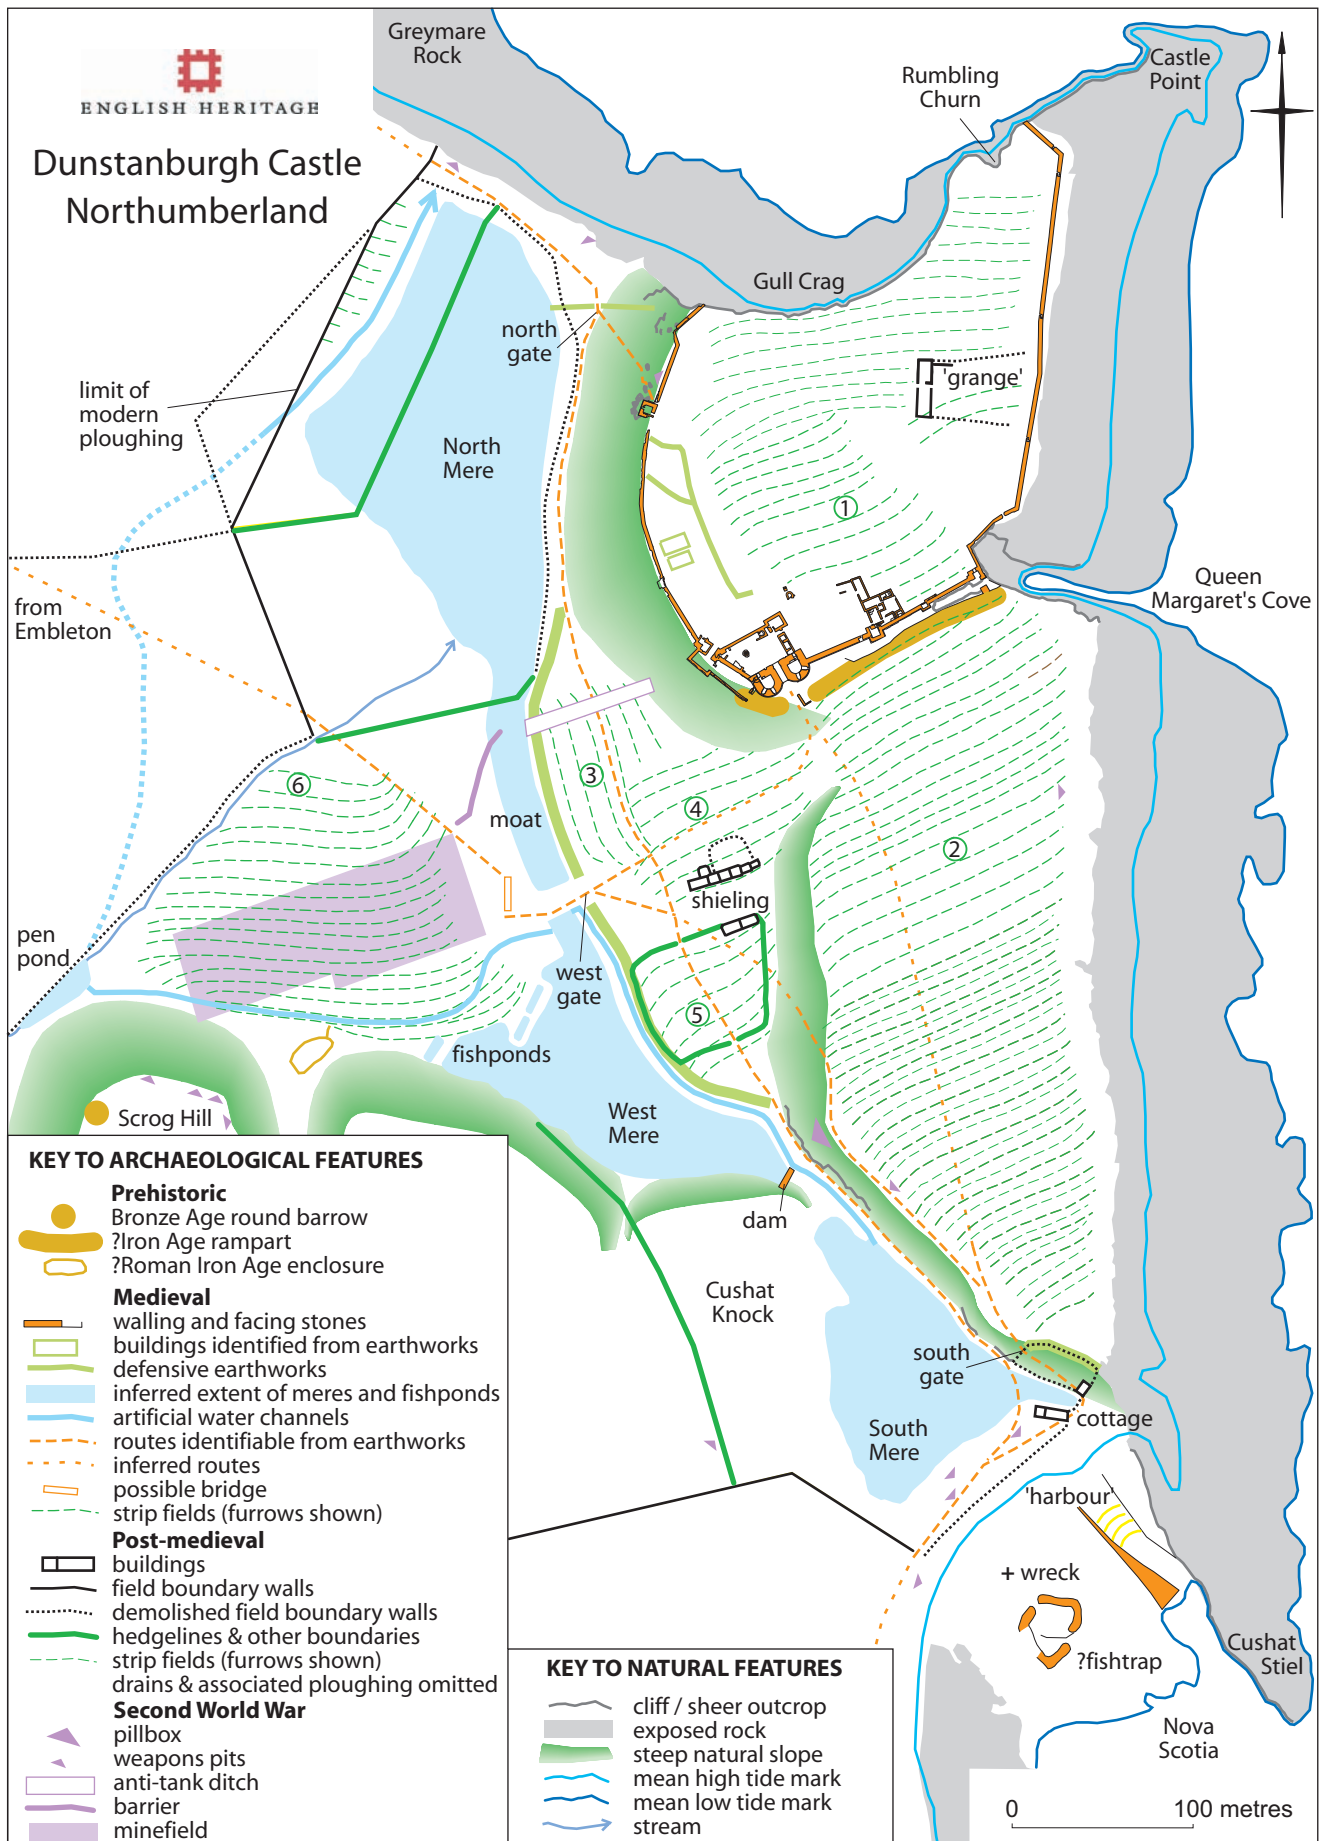 ENGLISH HERITAGE
Dunstanburgh Castle
Northumberland
Greymare
Rock
Rumbling
Churn
Castle
Point
Gull Crag
north
gate
'grange'
limit of
modern
ploughing
North
Mere
1
Queen
Margaret's Cove
from
Embleton
6
3
4
2
moat
shieling
pen
pond
west
gate
5
fishponds
Scrog Hill
West
Mere
dam
Cushat
Knock
south
gate
South
Mere
cottage
'harbour'
+ wreck
?fishtrap
Cushat
Stiel
Nova
Scotia
0 100 metres
KEY TO ARCHAEOLOGICAL FEATURES
Prehistoric
Bronze Age round barrow
?Iron Age rampart
?Roman Iron Age enclosure
Medieval
walling and facing stones
buildings identified from earthworks
defensive earthworks
inferred extent of meres and fishponds
artificial water channels
routes identifiable from earthworks
inferred routes
possible bridge
strip fields (furrows shown)
Post-medieval
buildings
field boundary walls
demolished field boundary walls
hedgelines & other boundaries
strip fields (furrows shown)
drains & associated ploughing omitted
Second World War
pillbox
weapons pits
anti-tank ditch
barrier
minefield
KEY TO NATURAL FEATURES
cliff / sheer outcrop
exposed rock
steep natural slope
mean high tide mark
mean low tide mark
stream